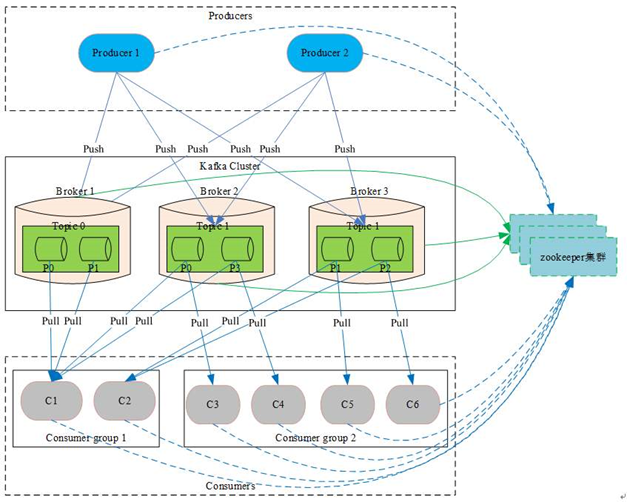 Producers
Producer 1
Producer 2
Push
Push
Push
Push
Push
Push
Kafka Cluster
Broker 1
Broker 2
Broker 3
Topic 0
Topic 1
Topic 1
P0
P1
P0
P3
P1
P2
zookeeper集群
Pull
Pull
Pull
Pull
Pull
Pull
Pull
Pull
Pull
Pull
C1
C2
C3
C4
C5
C6
Consumer group 1
Consumer group 2
Consumers